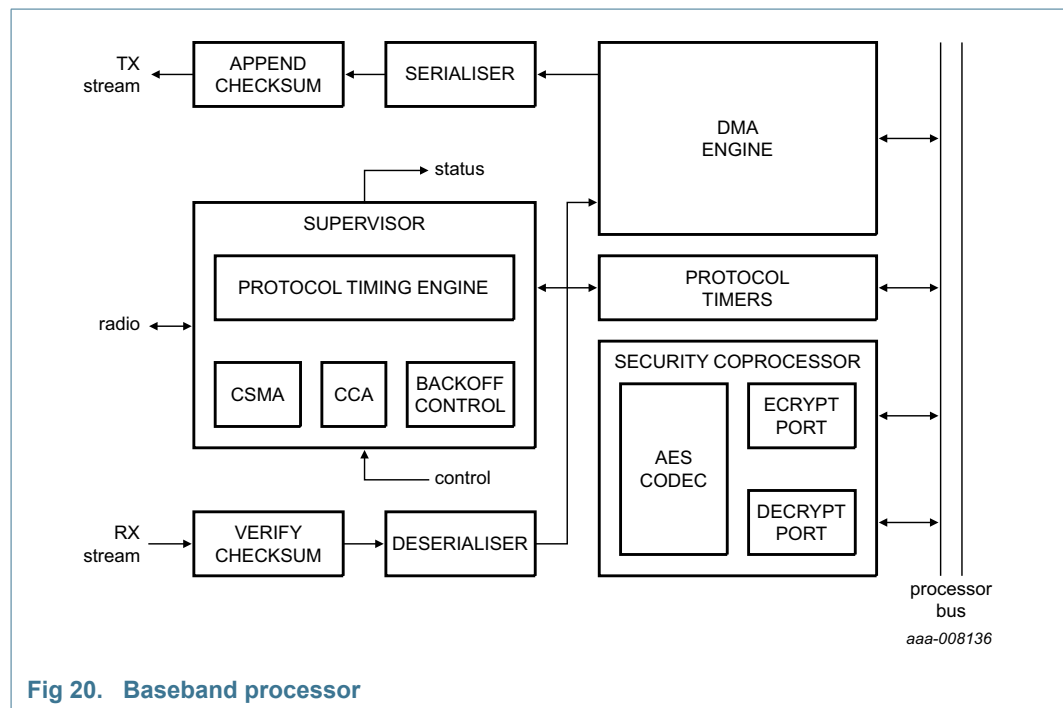 TX
stream
APPEND
CHECKSUM
SERIALISER
DMA
ENGINE
status
SUPERVISOR
PROTOCOL TIMING ENGINE
PROTOCOL
TIMERS
radio
CSMA
CCA
BACKOFF
CONTROL
SECURITY COPROCESSOR
AES
CODEC
ECRYPT
PORT
DECRYPT
PORT
control
RX
stream
VERIFY
CHECKSUM
DESERIALISER
processor
bus
aaa-008136
Fig 20. Baseband processor